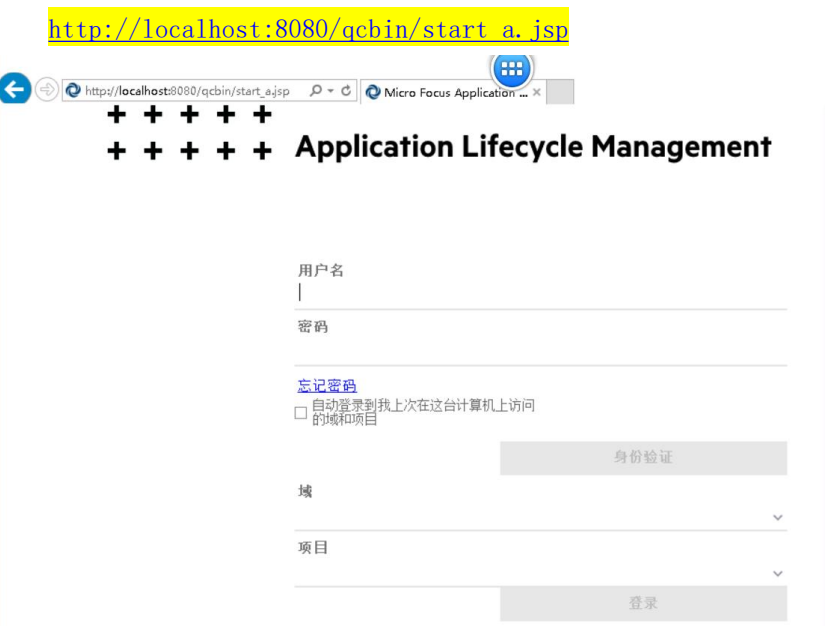 http://localhost:8080/qcbin/start_a.jsp
http://localhost:8080/qcbin/start_a.jsp
Micro Focus Application ...
Application Lifecycle Management
用户名
密码
忘记密码
自动登录到我上次在这台计算机上访问
的域和项目
身份验证
域
项目
登录